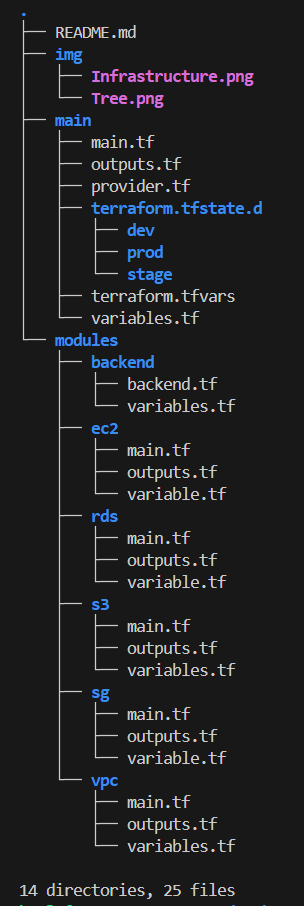 .
├── README.md
├── img
│   ├── Infrastructure.png
│   └── Tree.png
├── main
│   ├── main.tf
│   ├── outputs.tf
│   ├── provider.tf
│   ├── terraform.tfstate.d
│   │   ├── dev
│   │   ├── prod
│   │   └── stage
│   ├── terraform.tfvars
│   └── variables.tf
└── modules
    ├── backend
    │   ├── backend.tf
    │   └── variables.tf
    ├── ec2
    │   ├── main.tf
    │   ├── outputs.tf
    │   └── variable.tf
    ├── rds
    │   ├── main.tf
    │   ├── outputs.tf
    │   └── variable.tf
    ├── s3
    │   ├── main.tf
    │   ├── outputs.tf
    │   └── variables.tf
    ├── sg
    │   ├── main.tf
    │   ├── outputs.tf
    │   └── variable.tf
    └── vpc
        ├── main.tf
        ├── outputs.tf
        └── variables.tf
14 directories, 25 files